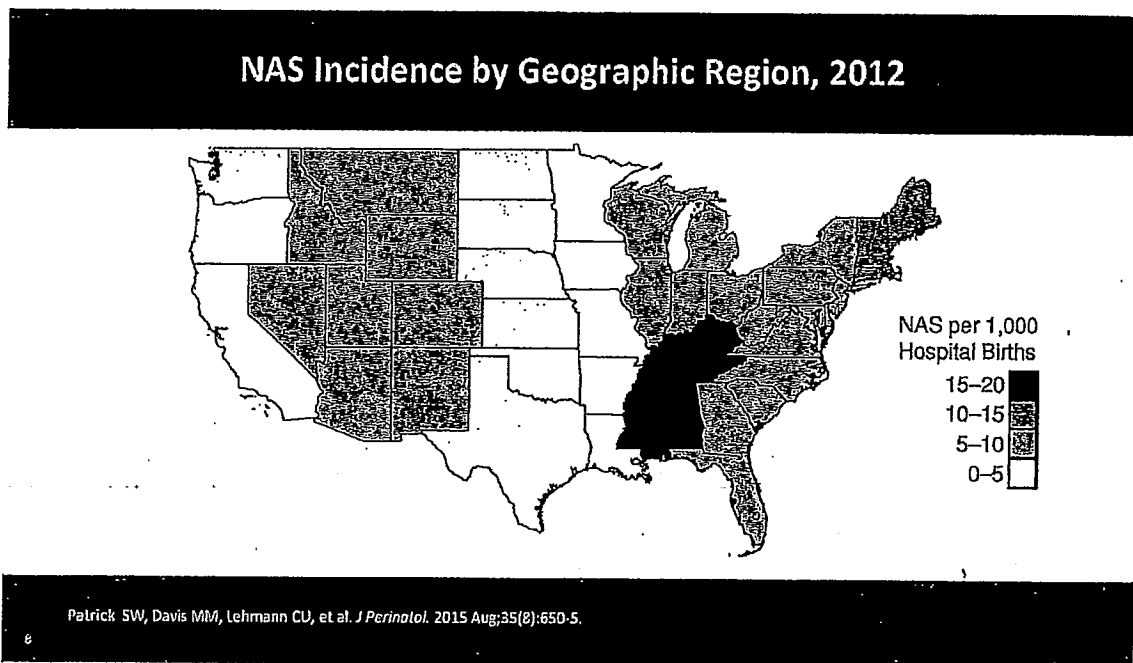 NAS Incidence by Geographic Region, 2012
NAS per 1,000
Hospital Births
15–20
10–15
5–10
0–5
Patrick SW, Davis MM, Lehmann CU, et al. J Perinatol. 2015 Aug;35(8):650-5.
8